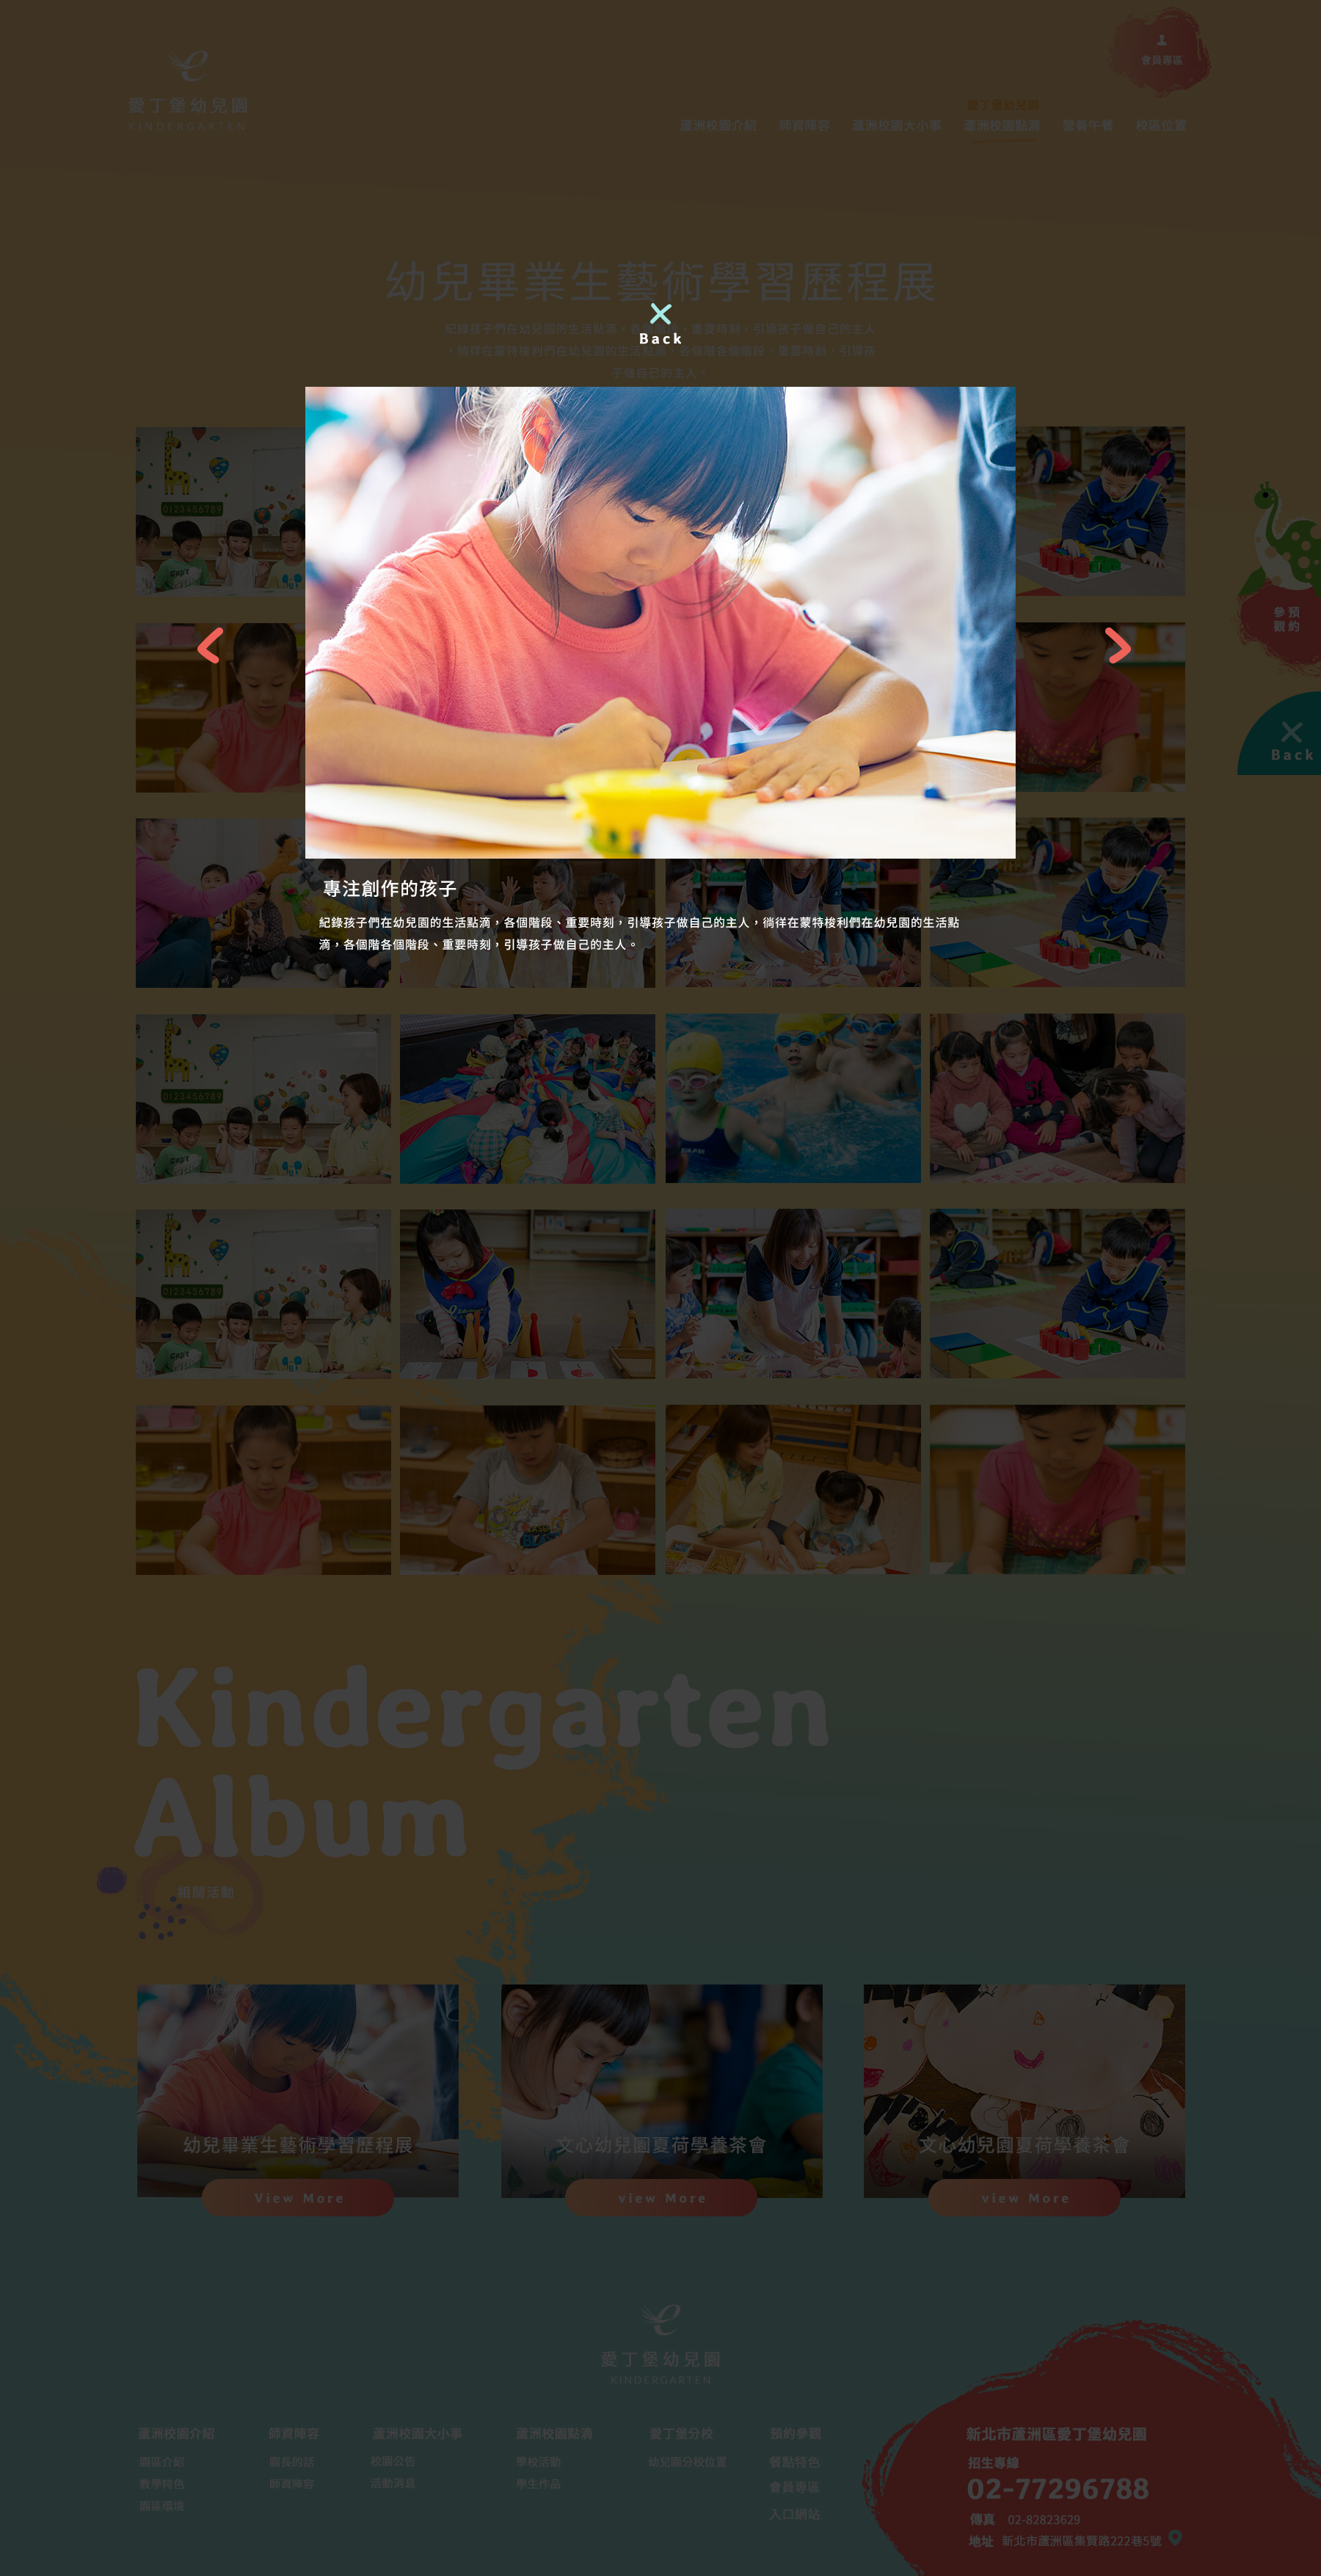 會員專區
愛丁堡幼兒園
KINDERGARTEN
愛丁堡幼兒園
蘆洲校園介紹 師資陣容 蘆洲校園大小事 蘆洲校園點滴 營養午餐 校區位置
幼兒畢業生藝術學習歷程展
紀錄孩子們在幼兒園的生活點滴，各個階段、重要時刻，引導孩子做自己的主人
，徜徉在蒙特梭利們在幼兒園的生活點滴，各個階各個階段、重要時刻，引導孩
子做自己的主人。
Back
0123456789
參預
觀約
Back
專注創作的孩子
紀錄孩子們在幼兒園的生活點滴，各個階段、重要時刻，引導孩子做自己的主人，徜徉在蒙特梭利們在幼兒園的生活點
滴，各個階各個階段、重要時刻，引導孩子做自己的主人。
0123456789
0123456789
Kindergarten
Album
相關活動
幼兒畢業生藝術學習歷程展
文心幼兒園夏荷學養茶會
文心幼兒園夏荷學養茶會
View More
view More
view More
愛丁堡幼兒園
KINDERGARTEN
蘆洲校園介紹 師資陣容 蘆洲校園大小事 蘆洲校園點滴 愛丁堡分校 預約參觀
園區介紹 園長的話 校園公告 學校活動 幼兒園分校位置 餐點特色
教學特色 師資陣容 活動消息 學生作品 會員專區
園區環境 入口網站
新北市蘆洲區愛丁堡幼兒園
招生專線
02-77296788
傳真 02-82823629
地址 新北市蘆洲區集賢路222巷5號